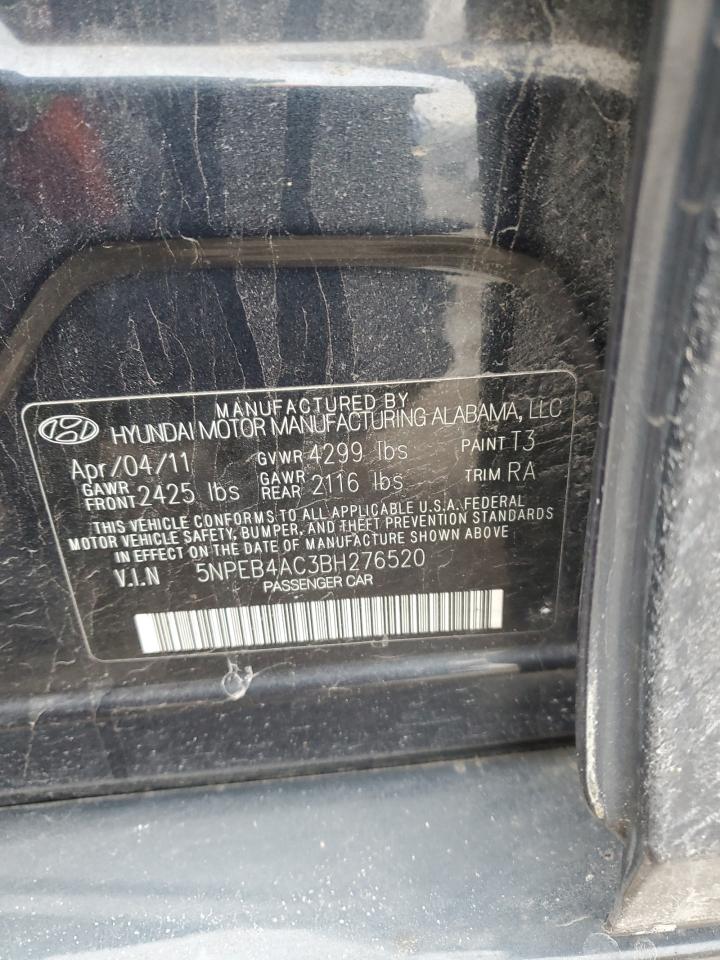 MANUFACTURED BY
HYUNDAI MOTOR MANUFACTURING ALABAMA, LLC
Apr/04/11 GVWR 4299 lbs PAINT T3
GAWR FRONT 2425 lbs GAWR REAR 2116 lbs TRIM RA
THIS VEHICLE CONFORMS TO ALL APPLICABLE U.S.A. FEDERAL
MOTOR VEHICLE SAFETY, BUMPER, AND THEFT PREVENTION STANDARDS
IN EFFECT ON THE DATE OF MANUFACTURE SHOWN ABOVE
V.I.N 5NPEB4AC3BH276520
PASSENGER CAR